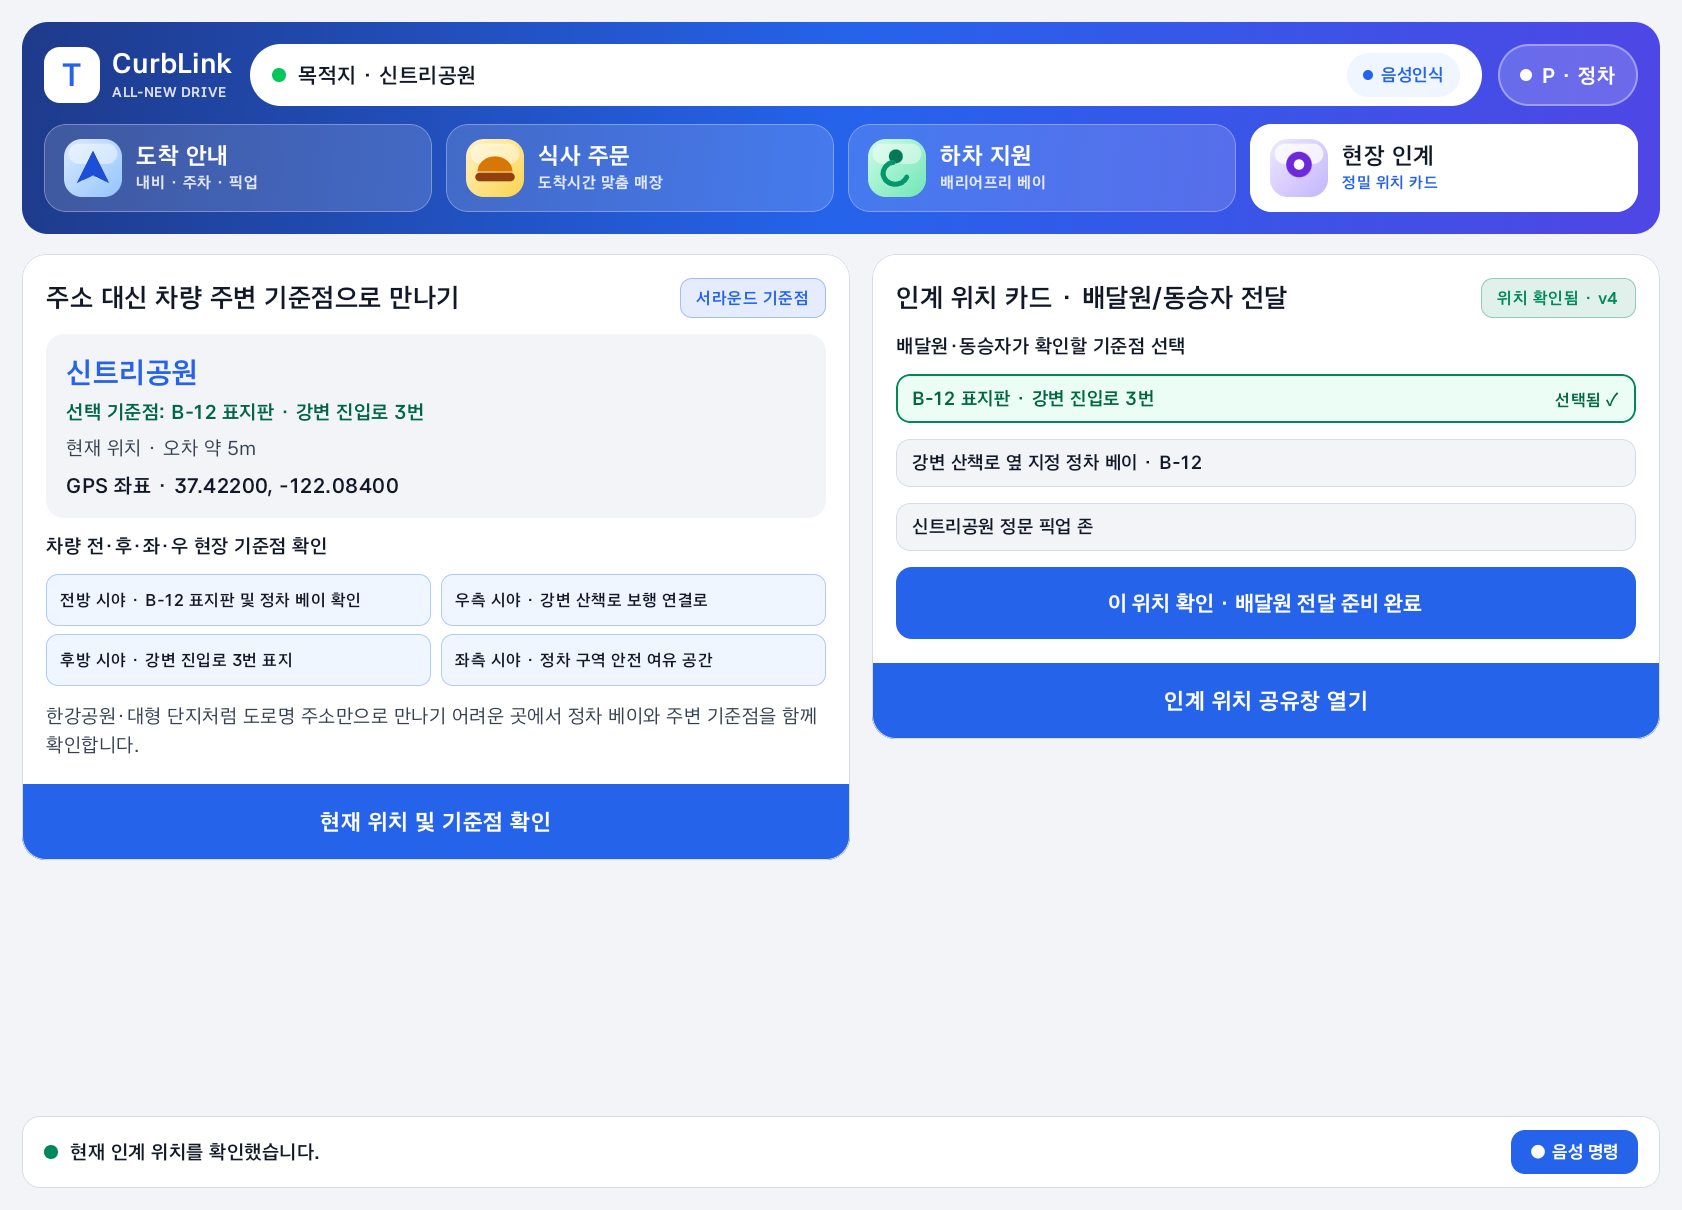 T
CurbLink
ALL-NEW DRIVE
목적지 · 신트리공원
음성인식
P · 정차
도착 안내
내비 · 주차 · 픽업
식사 주문
도착시간 맞춤 매장
하차 지원
배리어프리 베이
현장 인계
정밀 위치 카드
주소 대신 차량 주변 기준점으로 만나기
서라운드 기준점
신트리공원
선택 기준점: B-12 표지판 · 강변 진입로 3번
현재 위치 · 오차 약 5m
GPS 좌표 · 37.42200, -122.08400
차량 전·후·좌·우 현장 기준점 확인
전방 시야 · B-12 표지판 및 정차 베이 확인
우측 시야 · 강변 산책로 보행 연결로
후방 시야 · 강변 진입로 3번 표지
좌측 시야 · 정차 구역 안전 여유 공간
한강공원·대형 단지처럼 도로명 주소만으로 만나기 어려운 곳에서 정차 베이와 주변 기준점을 함께
확인합니다.
현재 위치 및 기준점 확인
인계 위치 카드 · 배달원/동승자 전달
위치 확인됨 · v4
배달원·동승자가 확인할 기준점 선택
B-12 표지판 · 강변 진입로 3번
선택됨 ✓
강변 산책로 옆 지정 정차 베이 · B-12
신트리공원 정문 픽업 존
이 위치 확인 · 배달원 전달 준비 완료
인계 위치 공유창 열기
현재 인계 위치를 확인했습니다.
음성 명령